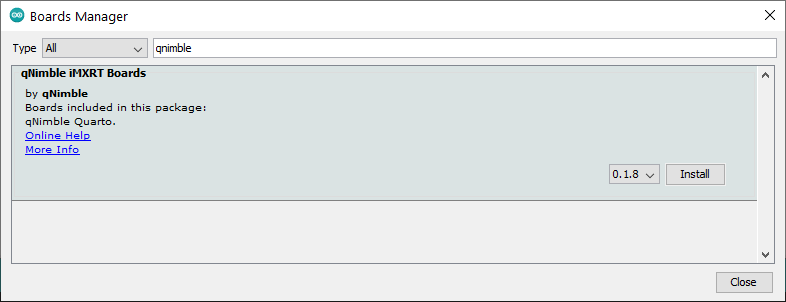 Boards Manager
Type All qnimble
qNimble iMXRT Boards
by qNimble
Boards included in this package:
qNimble Quarto.
Online Help
More Info
0.1.8 Install
Close